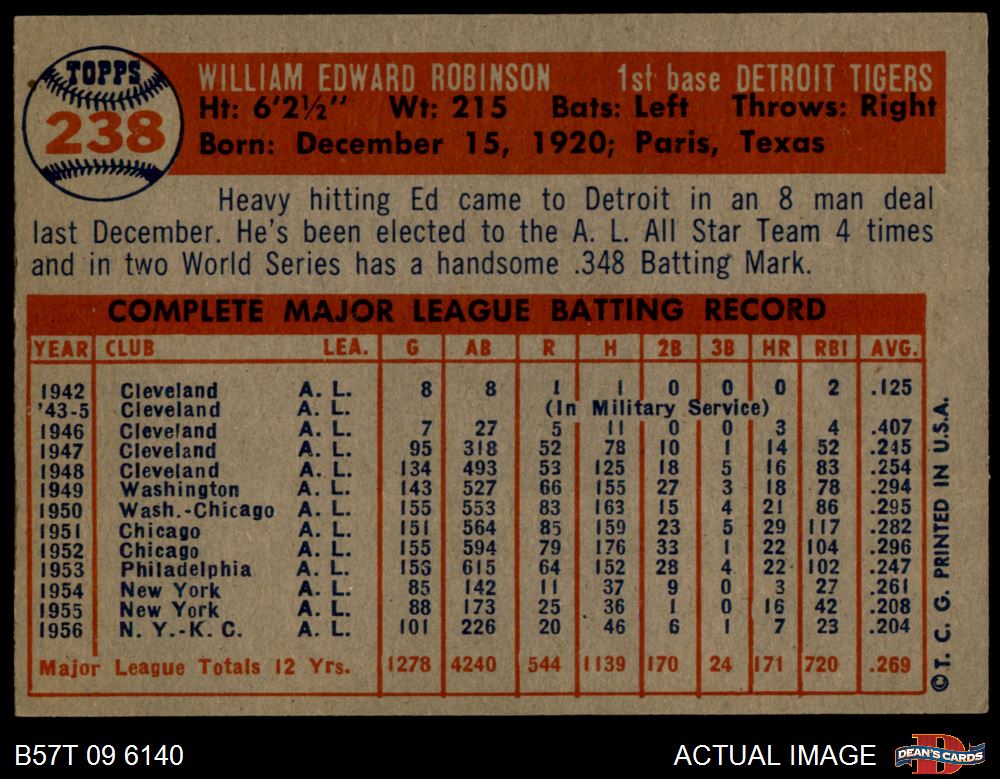 TOPPS
238
WILLIAM EDWARD ROBINSON 1st base DETROIT TIGERS
Ht: 6'2½" Wt: 215 Bats: Left Throws: Right
Born: December 15, 1920; Paris, Texas
Heavy hitting Ed came to Detroit in an 8 man deal
last December. He's been elected to the A. L. All Star Team 4 times
and in two World Series has a handsome .348 Batting Mark.
COMPLETE MAJOR LEAGUE BATTING RECORD
YEAR CLUB LEA. G AB R H 2B 3B HR RBI AVG.
1942 Cleveland A. L. 8 8 1 1 0 0 0 2 .125
'43-5 Cleveland A. L. (In Military Service)
1946 Cleveland A. L. 7 27 5 11 0 0 3 4 .407
1947 Cleveland A. L. 95 318 52 78 10 1 14 52 .245
1948 Cleveland A. L. 134 493 53 125 18 5 16 83 .254
1949 Washington A. L. 143 527 66 155 27 3 18 78 .294
1950 Wash.-Chicago A. L. 155 553 83 163 15 4 21 86 .295
1951 Chicago A. L. 151 564 85 159 23 5 29 117 .282
1952 Chicago A. L. 155 594 79 176 33 1 22 104 .296
1953 Philadelphia A. L. 156 615 64 152 28 4 22 102 .247
1954 New York A. L. 85 142 11 37 9 0 3 27 .261
1955 New York A. L. 88 173 25 36 1 0 16 42 .208
1956 N. Y.-K. C. A. L. 101 226 20 46 6 1 7 23 .204
Major League Totals 12 Yrs. 1278 4240 544 1139 170 24 171 720 .269
©T. C. G. PRINTED IN U.S.A.
B57T 09 6140
ACTUAL IMAGE
DEAN'S CARDS